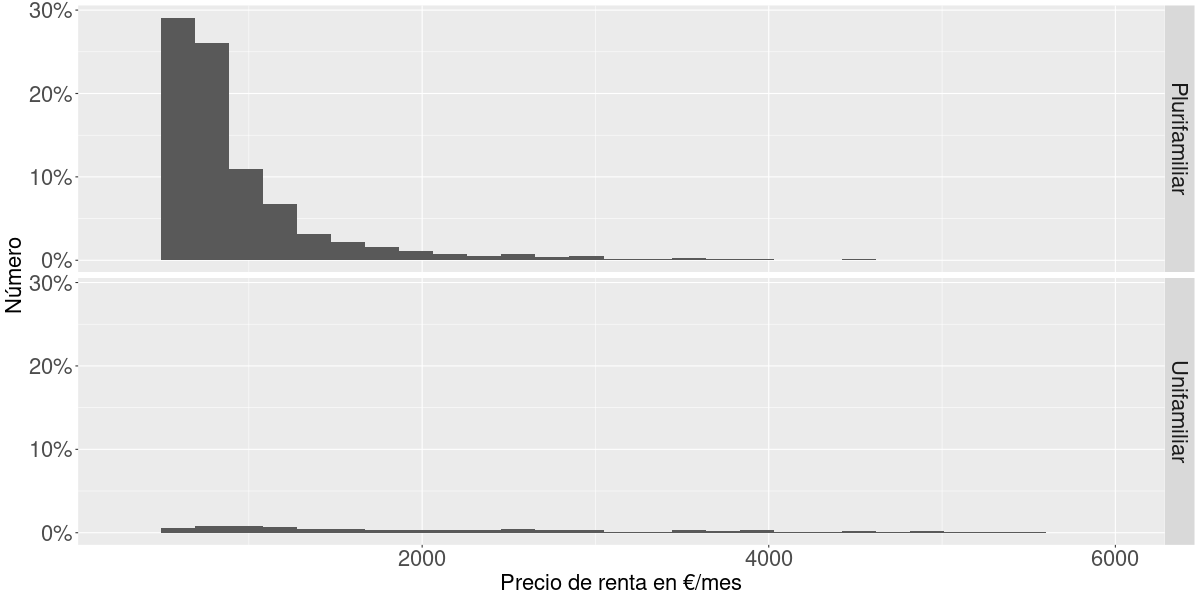 30%
20%
10%
0%
Plurifamiliar
Número
30%
20%
10%
0%
Unifamiliar
2000
4000
6000
Precio de renta en €/mes